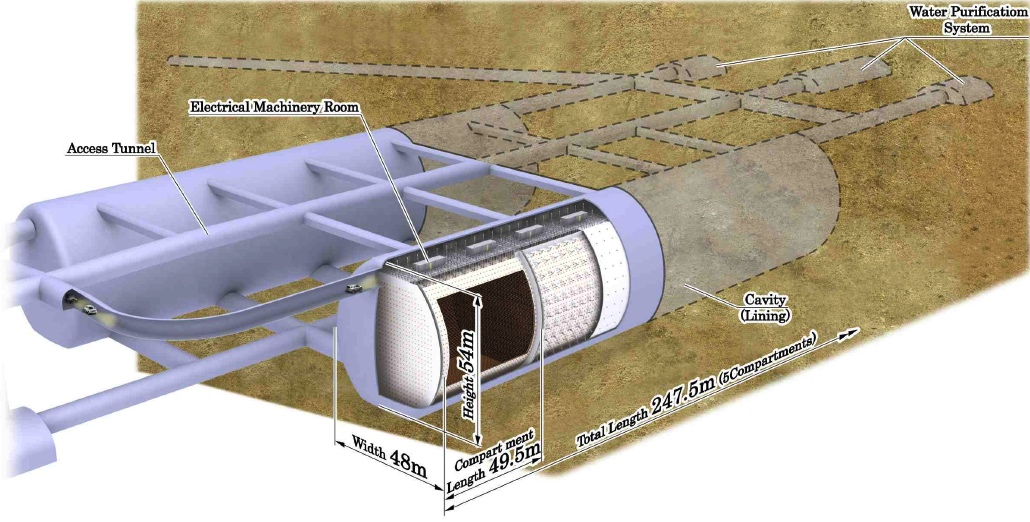 Water Purification
System
Electrical Machinery Room
Access Tunnel
Cavity
(Lining)
Height 54m
Width 48m
Compart ment
Length 49.5m
Total Length 247.5m (5Compartments)